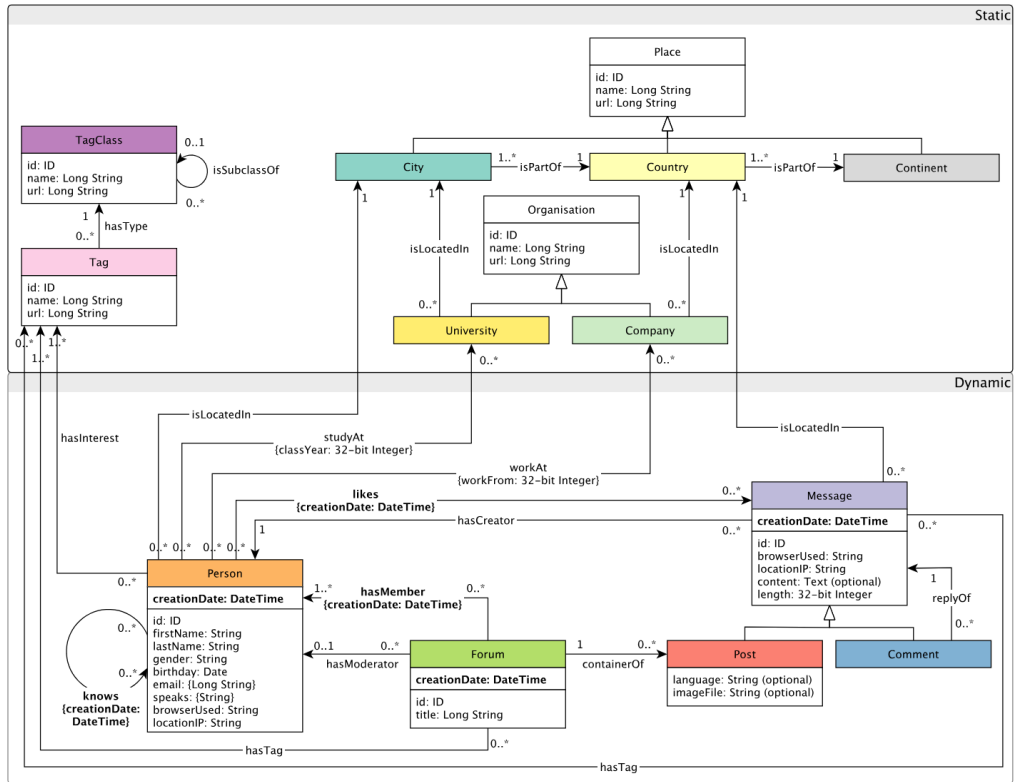 Static
Place
id: ID
name: Long String
url: Long String
TagClass
id: ID
name: Long String
url: Long String
0..1
isSubclassOf
0..*
City
1..*
isPartOf
1
Country
1..*
isPartOf
1
Continent
1
1
1
1
Organisation
id: ID
name: Long String
url: Long String
1
hasType
0..*
isLocatedIn
isLocatedIn
Tag
id: ID
name: Long String
url: Long String
0..*
0..*
University
Company
0..*
1..*
1..*
0..*
0..*
Dynamic
isLocatedIn
hasInterest
studyAt
{classYear: 32-bit Integer}
isLocatedIn
workAt
{workFrom: 32-bit Integer}
0..*
likes
{creationDate: DateTime}
0..*
Message
creationDate: DateTime
id: ID
browserUsed: String
locationIP: String
content: Text (optional)
length: 32-bit Integer
hasCreator
1
0..*
0..*
0..*
0..*
0..*
0..*
0..*
Person
creationDate: DateTime
id: ID
firstName: String
lastName: String
gender: String
birthday: Date
email: {Long String}
speaks: {String}
browserUsed: String
locationIP: String
1..*
hasMember
{creationDate: DateTime}
0..*
1
replyOf
0..*
0..*
0..*
knows
{creationDate:
DateTime}
0..1
0..*
hasModerator
Forum
creationDate: DateTime
id: ID
title: Long String
1
0..*
containerOf
Post
language: String (optional)
imageFile: String (optional)
Comment
0..*
hasTag
hasTag